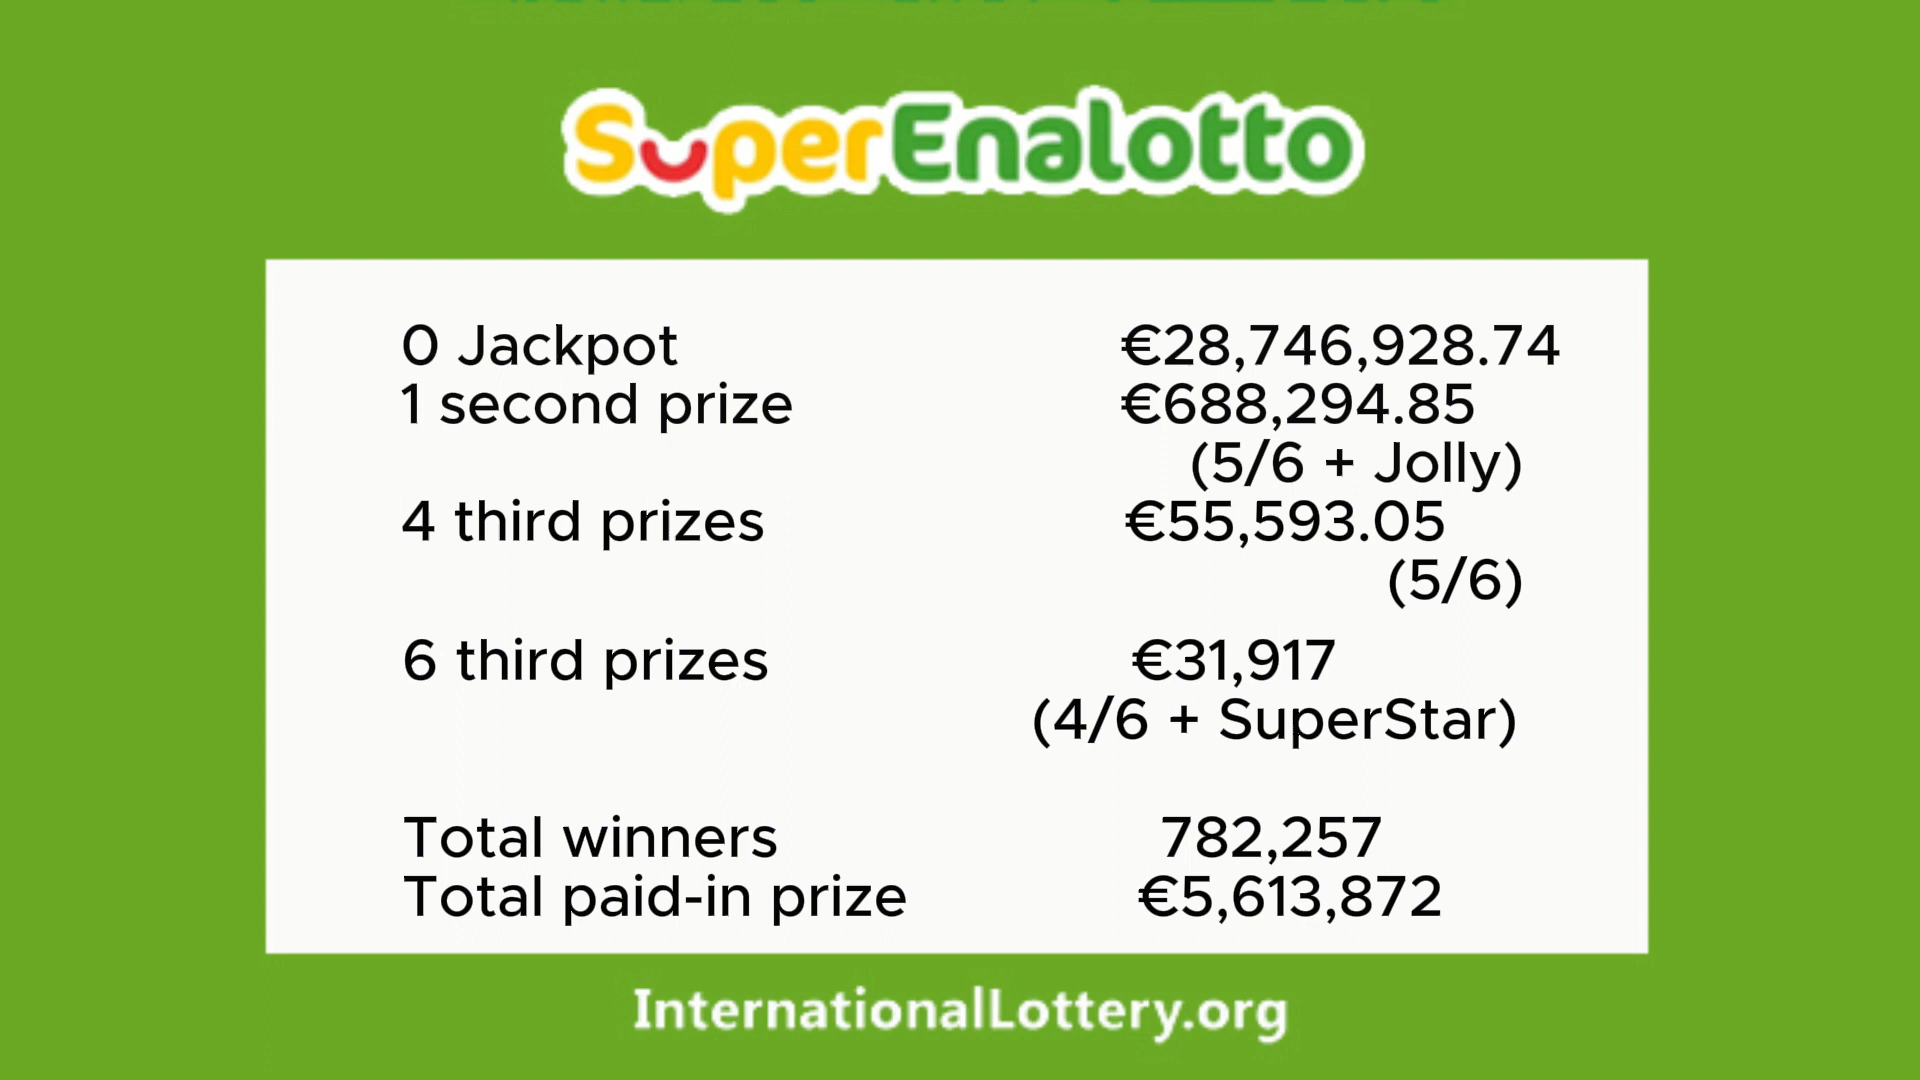 SuperEnalotto
0 Jackpot €28,746,928.74
1 second prize €688,294.85
(5/6 + Jolly)
4 third prizes €55,593.05
(5/6)
6 third prizes €31,917
(4/6 + SuperStar)
Total winners 782,257
Total paid-in prize €5,613,872
InternationalLottery.org